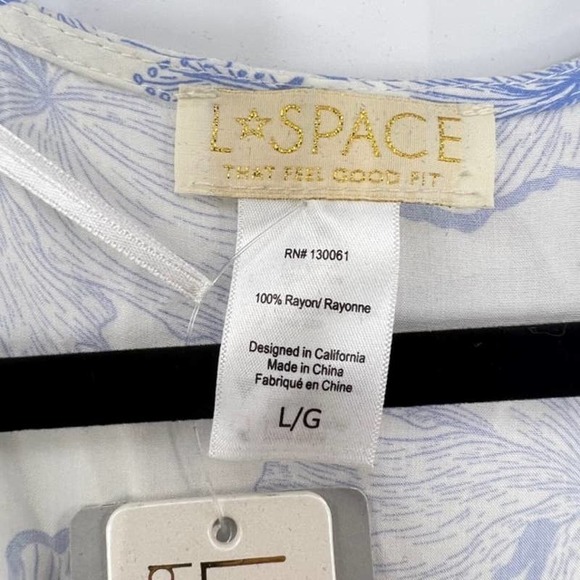 L☆SPACE
THAT FEEL GOOD FIT
RN# 130061
100% Rayon/ Rayonne
Designed in California
Made in China
Fabriqué en Chine
L/G